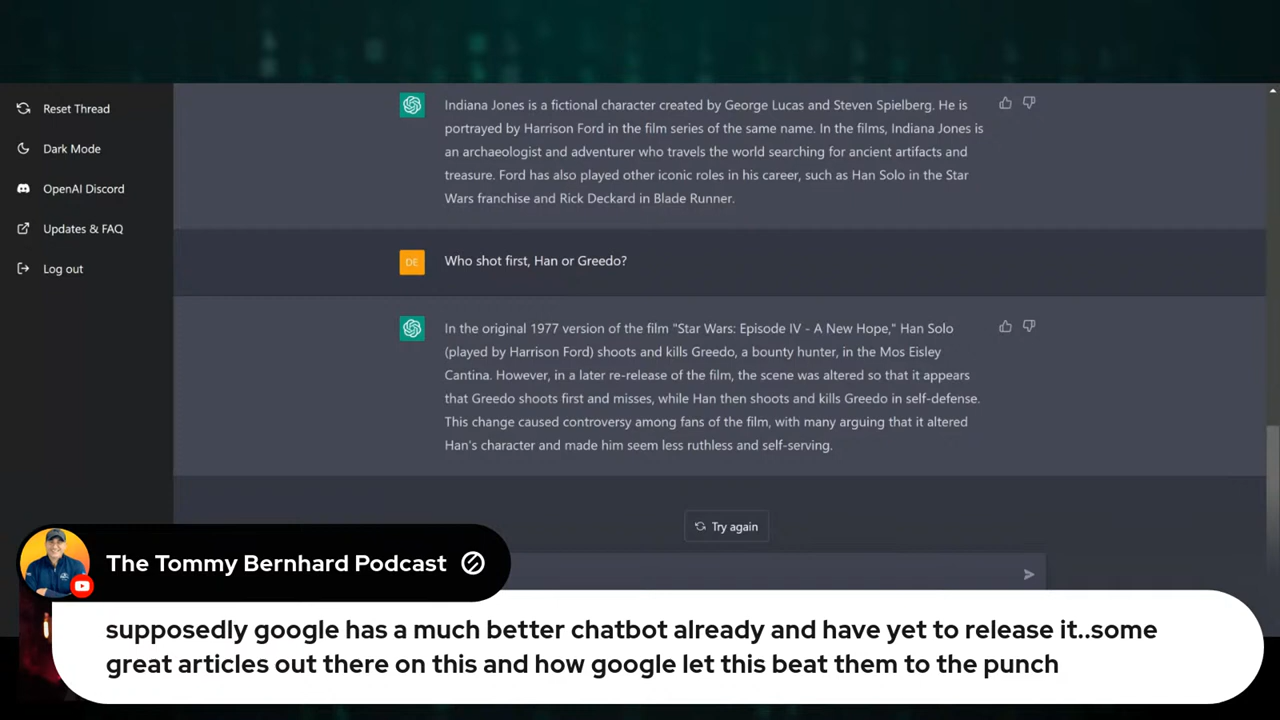 Reset Thread
Dark Mode
OpenAI Discord
Updates & FAQ
Log out
Indiana Jones is a fictional character created by George Lucas and Steven Spielberg. He is
portrayed by Harrison Ford in the film series of the same name. In the films, Indiana Jones is
an archaeologist and adventurer who travels the world searching for ancient artifacts and
treasure. Ford has also played other iconic roles in his career, such as Han Solo in the Star
Wars franchise and Rick Deckard in Blade Runner.
DE
Who shot first, Han or Greedo?
In the original 1977 version of the film "Star Wars: Episode IV - A New Hope," Han Solo
(played by Harrison Ford) shoots and kills Greedo, a bounty hunter, in the Mos Eisley
Cantina. However, in a later re-release of the film, the scene was altered so that it appears
that Greedo shoots first and misses, while Han then shoots and kills Greedo in self-defense.
This change caused controversy among fans of the film, with many arguing that it altered
Han's character and made him seem less ruthless and self-serving.
Try again
The Tommy Bernhard Podcast
supposedly google has a much better chatbot already and have yet to release it..some
great articles out there on this and how google let this beat them to the punch